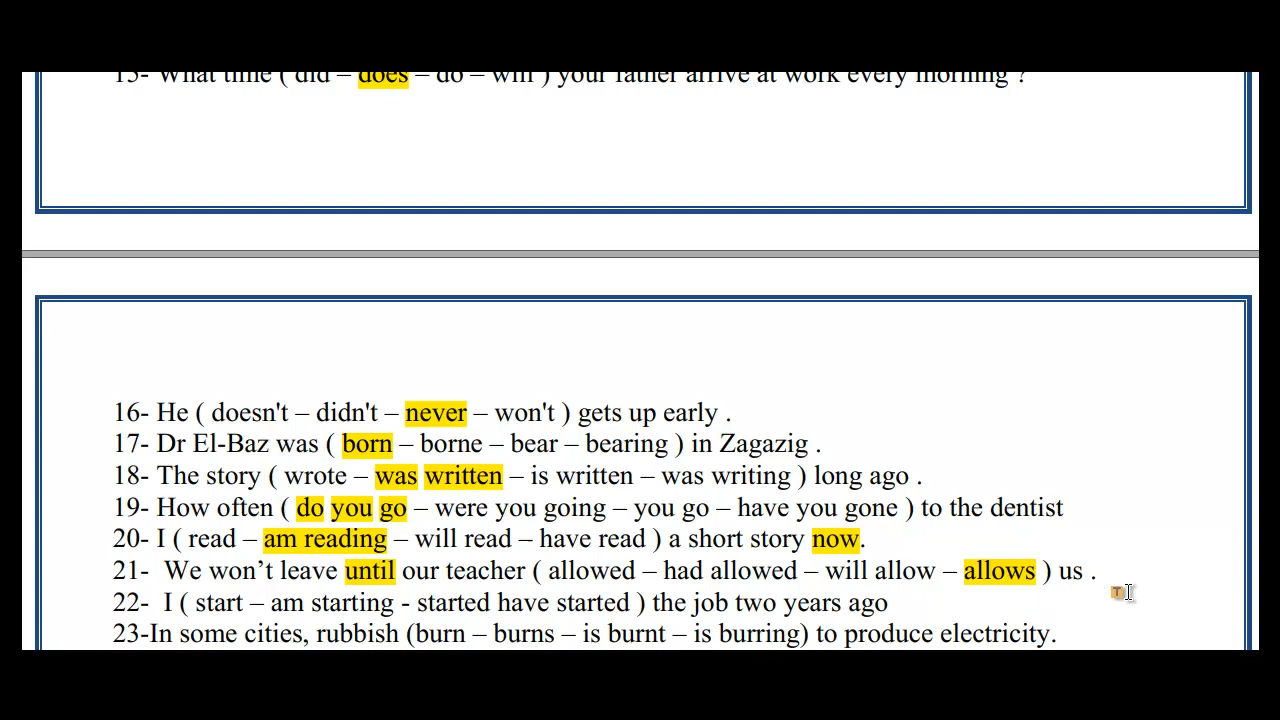 15- What time ( did – does – do – will ) your father arrive at work every morning ?
16- He ( doesn't – didn't – never – won't ) gets up early .
17- Dr El-Baz was ( born – borne – bear – bearing ) in Zagazig .
18- The story ( wrote – was written – is written – was writing ) long ago .
19- How often ( do you go – were you going – you go – have you gone ) to the dentist
20- I ( read – am reading – will read – have read ) a short story now.
21- We won’t leave until our teacher ( allowed – had allowed – will allow – allows ) us .
22- I ( start – am starting - started have started ) the job two years ago
23-In some cities, rubbish (burn – burns – is burnt – is burring) to produce electricity.